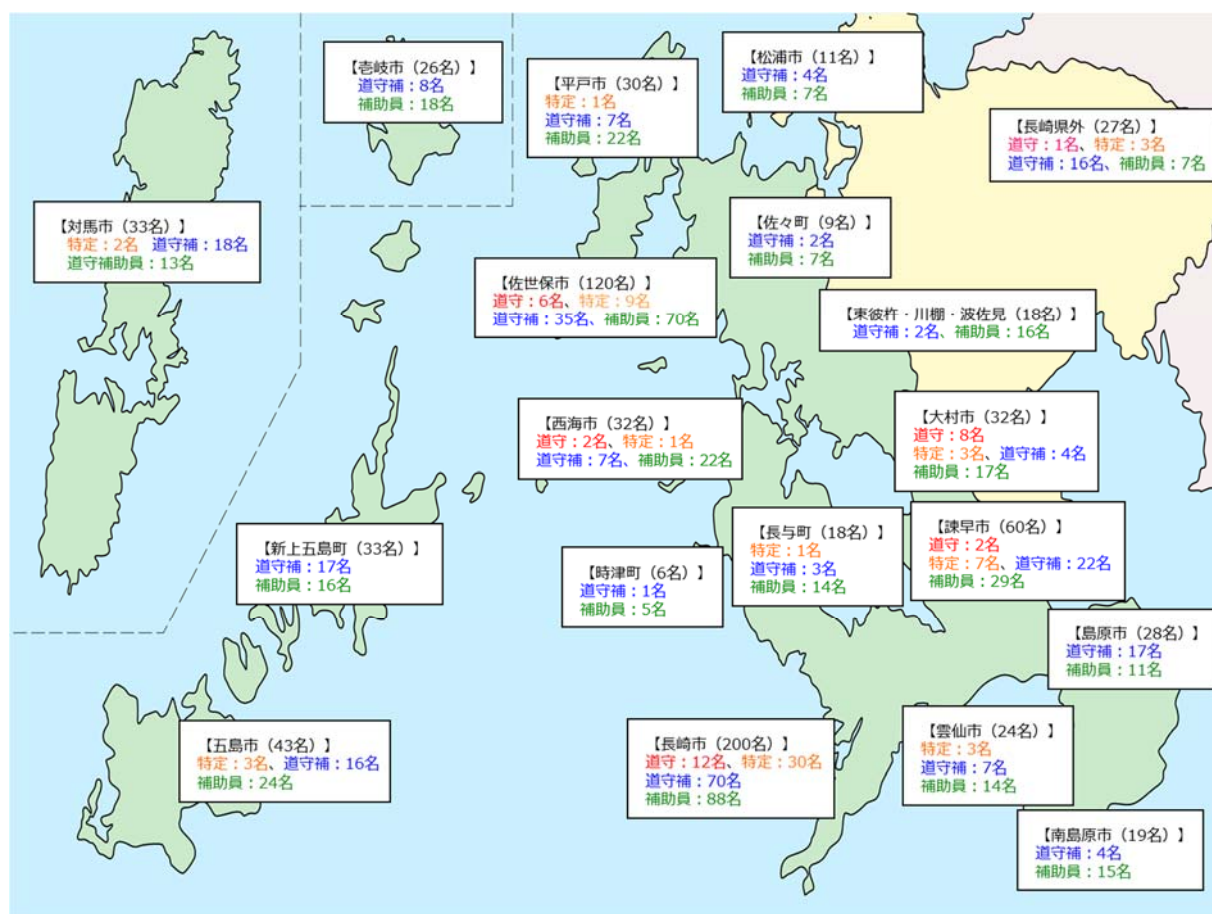 【壱岐市（26名）】
道守補：8名
補助員：18名
【平戸市（30名）】
特定：1名
道守補：7名
補助員：22名
【松浦市（11名）】
道守補：4名
補助員：7名
【長崎県外（27名）】
道守：1名、特定：3名
道守補：16名、補助員：7名
【対馬市（33名）】
特定：2名　道守補：18名
道守補助員：13名
【佐々町（9名）】
道守補：2名
補助員：7名
【佐世保市（120名）】
道守：6名、特定：9名
道守補：35名、補助員：70名
【東彼杵・川棚・波佐見（18名）】
道守補：2名、補助員：16名
【西海市（32名）】
道守：2名、特定：1名
道守補：7名、補助員：22名
【大村市（32名）】
道守：8名
特定：3名、道守補：4名
補助員：17名
【新上五島町（33名）】
道守補：17名
補助員：16名
【時津町（6名）】
道守補：1名
補助員：5名
【長与町（18名）】
特定：1名
道守補：3名
補助員：14名
【諫早市（60名）】
道守：2名
特定：7名、道守補：22名
補助員：29名
【島原市（28名）】
道守補：17名
補助員：11名
【五島市（43名）】
特定：3名、道守補：16名
補助員：24名
【長崎市（200名）】
道守：12名、特定：30名
道守補：70名
補助員：88名
【雲仙市（24名）】
特定：3名
道守補：7名
補助員：14名
【南島原市（19名）】
道守補：4名
補助員：15名